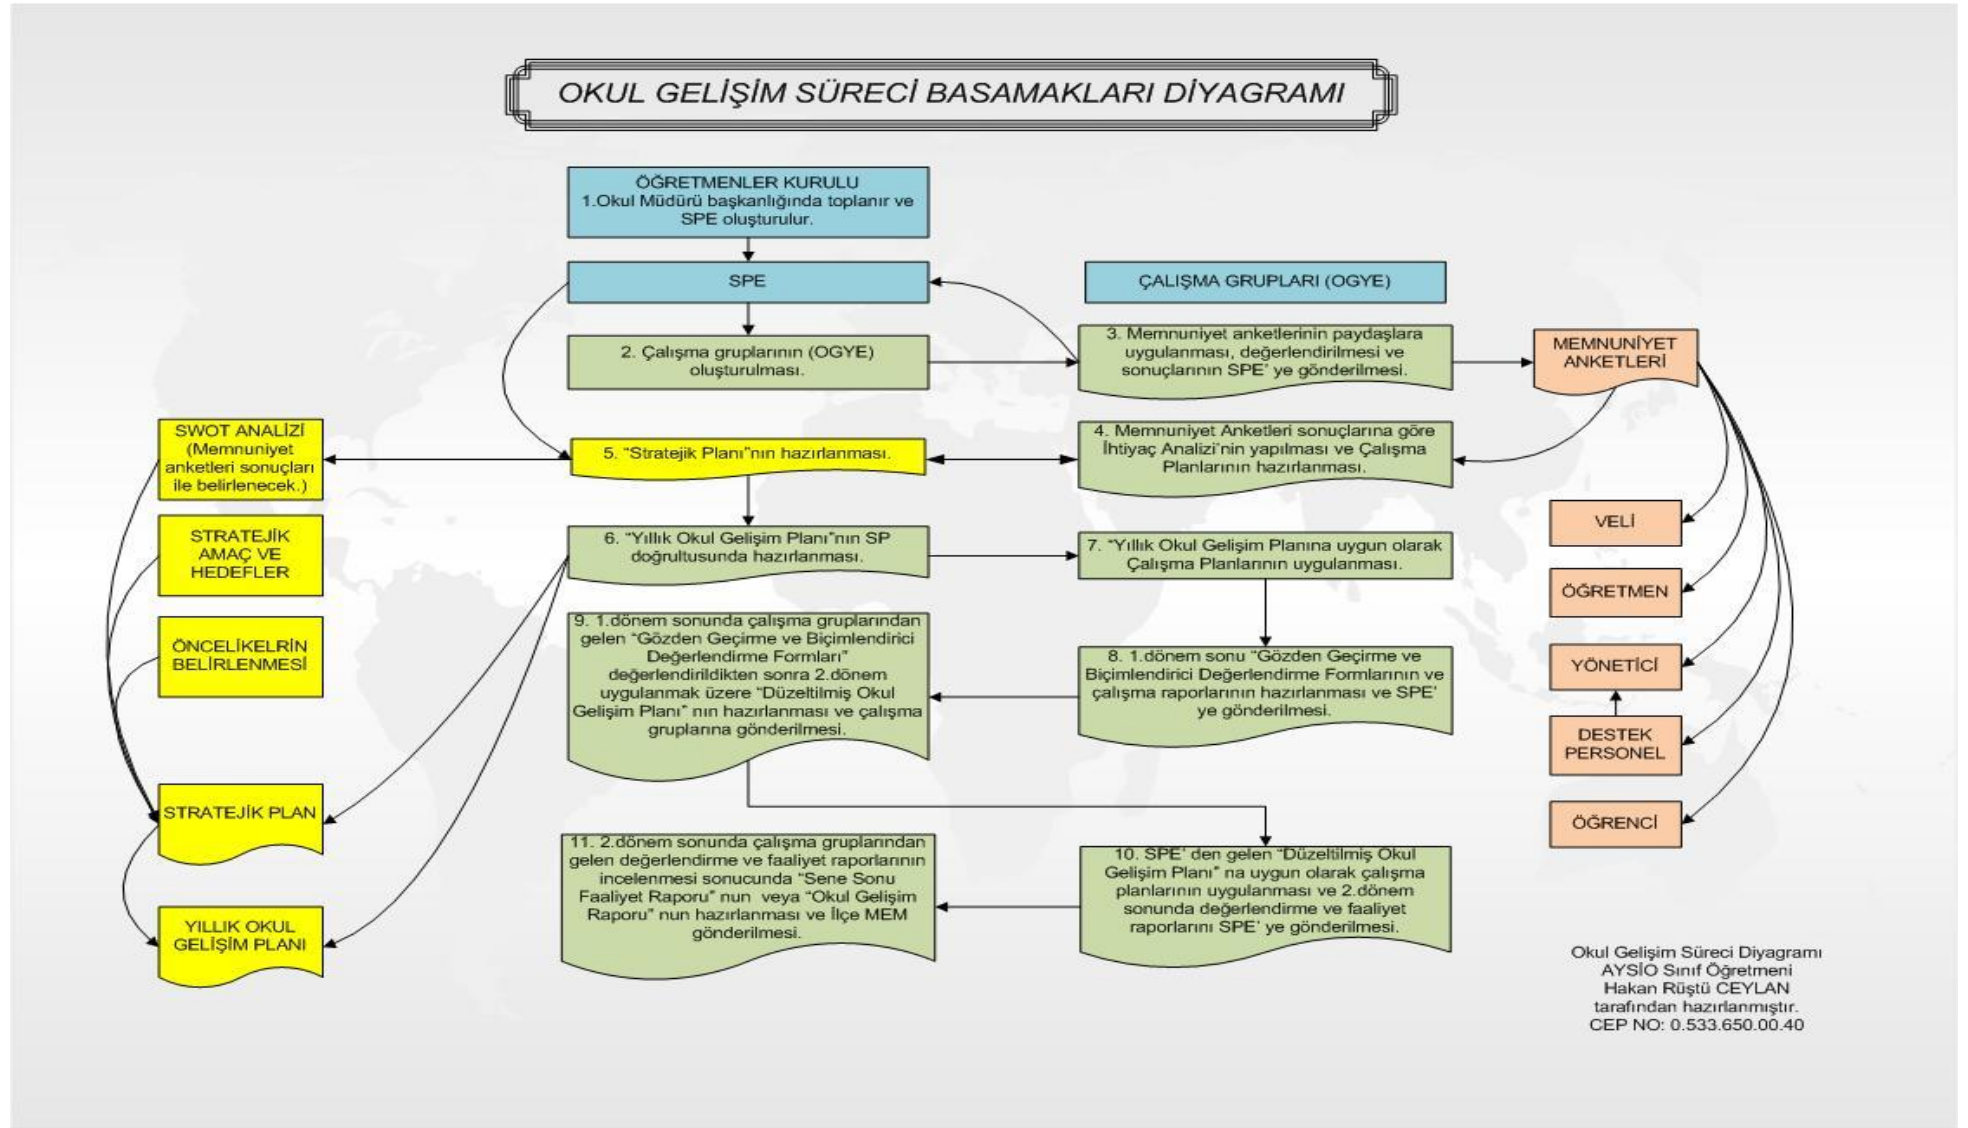 OKUL GELİŞİM SÜRECİ BASAMAKLARI DİYAGRAMI
ÖĞRETMENLER KURULU
1.Okul Müdürü başkanlığında toplanır ve
SPE oluşturulur.
SPE
ÇALIŞMA GRUPLARI (OGYE)
2. Çalışma gruplarının (OGYE)
oluşturulması.
3. Memnuniyet anketlerinin paydaşlara
uygulanması, değerlendirilmesi ve
sonuçlarının SPE' ye gönderilmesi.
MEMNUNİYET
ANKETLERİ
SWOT ANALİZİ
(Memnuniyet
anketleri sonuçları
ile belirlenecek.)
5. "Stratejik Planı"nın hazırlanması.
4. Memnuniyet Anketleri sonuçlarına göre
İhtiyaç Analizi'nin yapılması ve Çalışma
Planlarının hazırlanması.
VELİ
STRATEJİK
AMAÇ VE
HEDEFLER
6. "Yıllık Okul Gelişim Planı"nın SP
doğrultusunda hazırlanması.
7. "Yıllık Okul Gelişim Planına uygun olarak
Çalışma Planlarının uygulanması.
ÖĞRETMEN
ÖNCELİKELRİN
BELİRLENMESİ
9. 1.dönem sonunda çalışma gruplarından
gelen "Gözden Geçirme ve Biçimlendirici
Değerlendirme Formları"
değerlendirildikten sonra 2.dönem
uygulanmak üzere "Düzeltilmiş Okul
Gelişim Planı" nın hazırlanması ve çalışma
gruplarına gönderilmesi.
8. 1.dönem sonu "Gözden Geçirme ve
Biçimlendirici Değerlendirme Formlarının ve
çalışma raporlarının hazırlanması ve SPE'
ye gönderilmesi.
YÖNETİCİ
DESTEK
PERSONEL
STRATEJİK PLAN
ÖĞRENCİ
11. 2.dönem sonunda çalışma gruplarından
gelen değerlendirme ve faaliyet raporlarının
incelenmesi sonucunda "Sene Sonu
Faaliyet Raporu" nun veya "Okul Gelişim
Raporu" nun hazırlanması ve İlçe MEM
gönderilmesi.
10. SPE' den gelen "Düzeltilmiş Okul
Gelişim Planı" na uygun olarak çalışma
planlarının uygulanması ve 2.dönem
sonunda değerlendirme ve faaliyet
raporlarını SPE' ye gönderilmesi.
YILLIK OKUL
GELİŞİM PLANI
Okul Gelişim Süreci Diyagramı
AYSİO Sınıf Öğretmeni
Hakan Rüştü CEYLAN
tarafından hazırlanmıştır.
CEP NO: 0.533.650.00.40